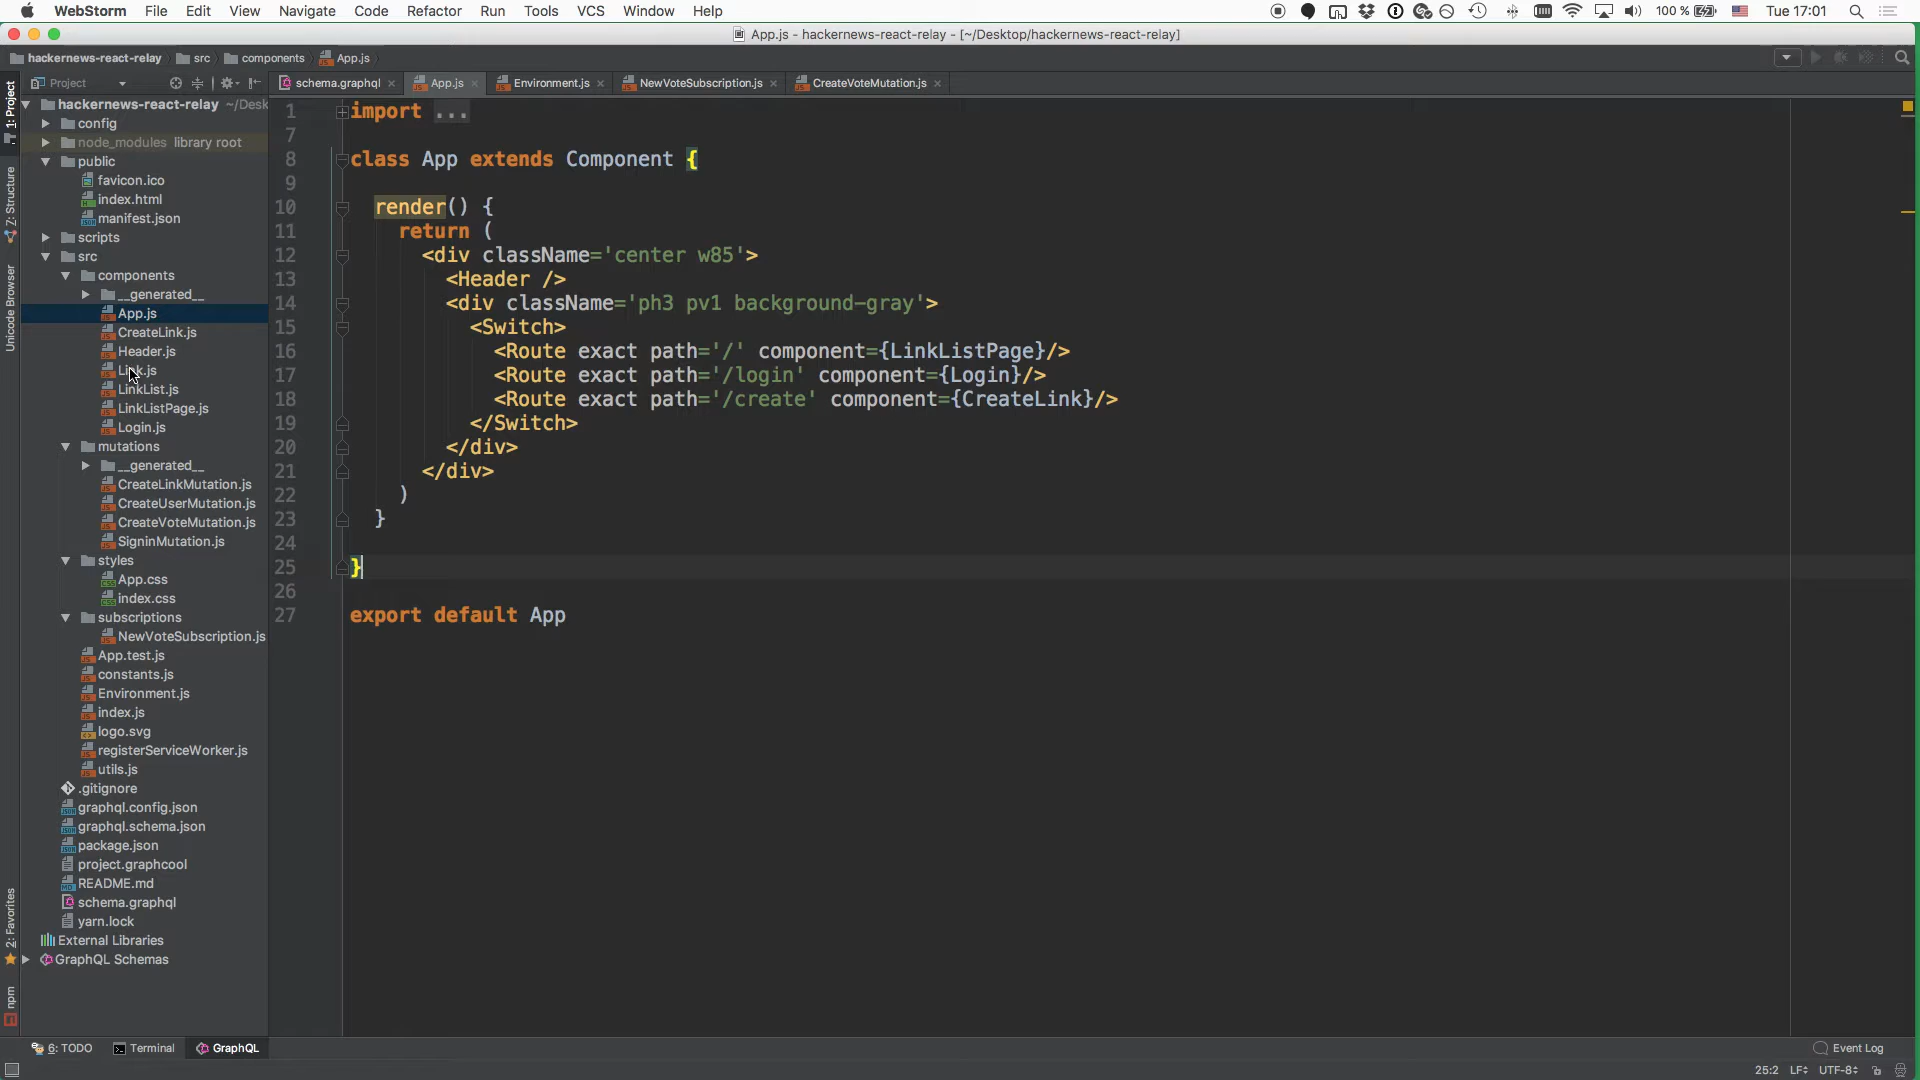 WebStorm File Edit View Navigate Code Refactor Run Tools VCS Window Help 100 % Tue 17:01
App.js - hackernews-react-relay - [~/Desktop/hackernews-react-relay]
hackernews-react-relay src components App.js
1: Project
Z: Structure
Unicode Browser
2: Favorites
npm
Project
hackernews-react-relay ~/Desk
config
node_modules library root
public
favicon.ico
index.html
manifest.json
scripts
src
components
__generated__
App.js
CreateLink.js
Header.js
Link.js
LinkList.js
LinkListPage.js
Login.js
mutations
__generated__
CreateLinkMutation.js
CreateUserMutation.js
CreateVoteMutation.js
SigninMutation.js
styles
App.css
index.css
subscriptions
NewVoteSubscription.js
App.test.js
constants.js
Environment.js
index.js
logo.svg
registerServiceWorker.js
utils.js
.gitignore
graphql.config.json
graphql.schema.json
package.json
project.graphcool
README.md
schema.graphql
yarn.lock
External Libraries
GraphQL Schemas
schema.graphql App.js Environment.js NewVoteSubscription.js CreateVoteMutation.js
1 import ...
7
8 class App extends Component {
9
10 render() {
11 return (
12 <div className='center w85'>
13 <Header />
14 <div className='ph3 pv1 background-gray'>
15 <Switch>
16 <Route exact path='/' component={LinkListPage}/>
17 <Route exact path='/login' component={Login}/>
18 <Route exact path='/create' component={CreateLink}/>
19 </Switch>
20 </div>
21 </div>
22 )
23 }
24
25 }
26
27 export default App
6: TODO Terminal GraphQL Event Log
25:2 LF UTF-8